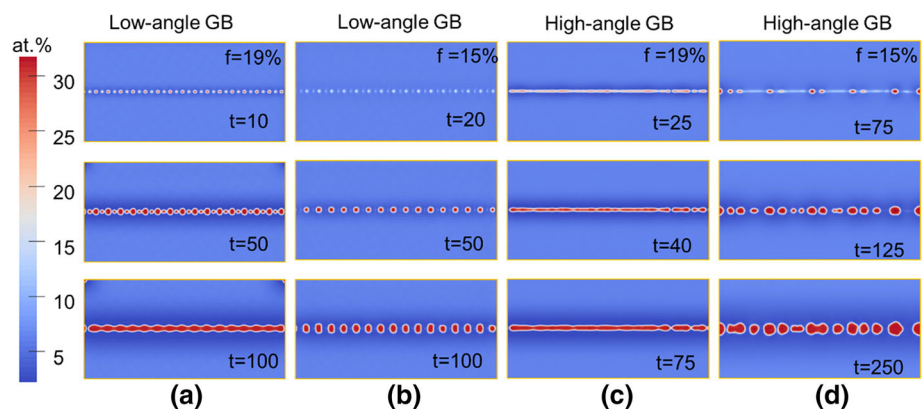 Low-angle GB Low-angle GB High-angle GB High-angle GB
at.%
30
25
20
15
10
5
f=19% f=15% f=19% f=15%
t=10 t=20 t=25 t=75
t=50 t=50 t=40 t=125
t=100 t=100 t=75 t=250
(a) (b) (c) (d)